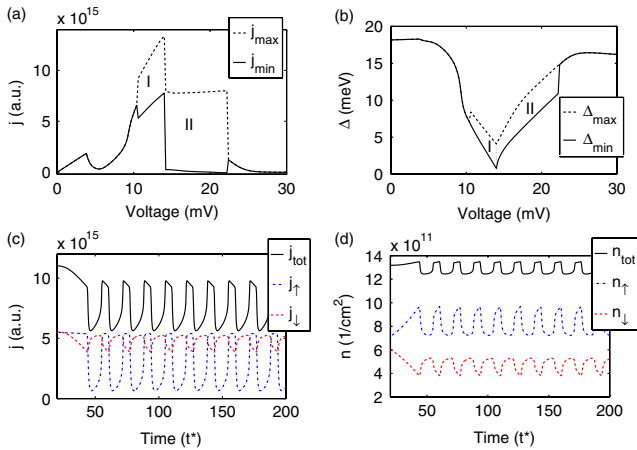 (a)
x 10^15
j (a.u.)
10
5
0
0 10 20 30
Voltage (mV)
j_max
j_min
I
II
(b)
Δ (meV)
20
15
10
5
0
0 10 20 30
Voltage (mV)
Δ_max
Δ_min
I
II
(c)
x 10^15
j (a.u.)
10
5
0
50 100 150 200
Time (t*)
j_tot
j_↑
j_↓
(d)
x 10^11
n (1/cm²)
14
12
10
8
6
4
2
50 100 150 200
Time (t*)
n_tot
n_↑
n_↓